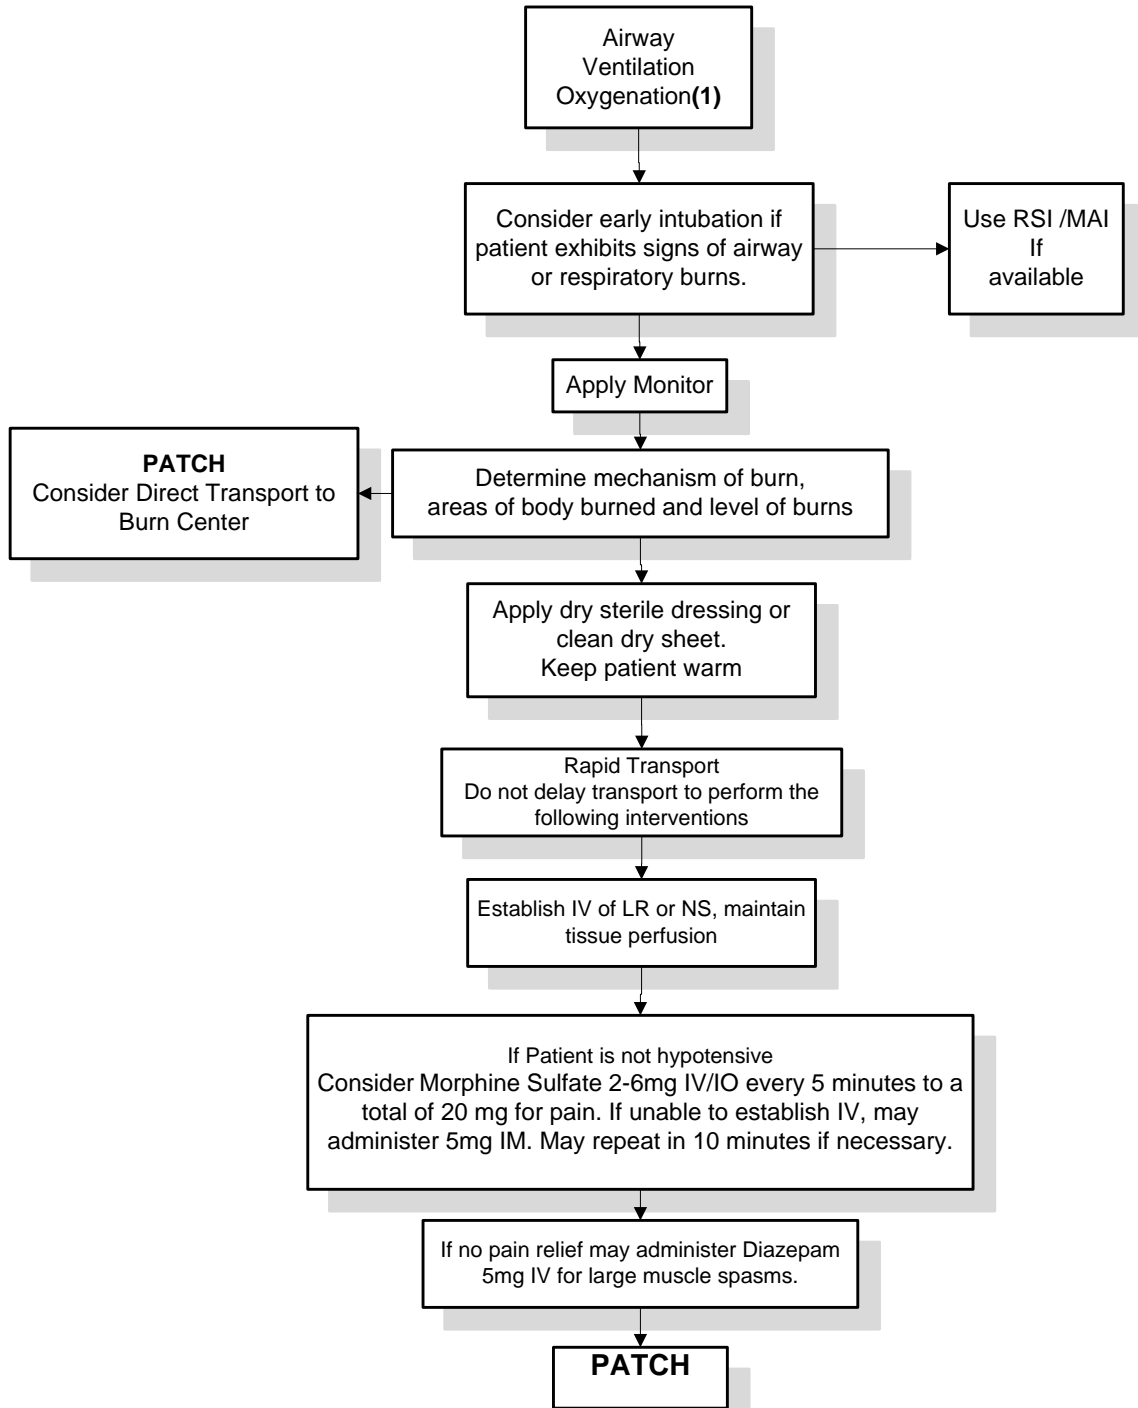 Airway
Ventilation
Oxygenation(1)
Consider early intubation if
patient exhibits signs of airway
or respiratory burns.
Use RSI /MAI
If
available
Apply Monitor
PATCH
Consider Direct Transport to
Burn Center
Determine mechanism of burn,
areas of body burned and level of burns
Apply dry sterile dressing or
clean dry sheet.
Keep patient warm
Rapid Transport
Do not delay transport to perform the
following interventions
Establish IV of LR or NS, maintain
tissue perfusion
If Patient is not hypotensive
Consider Morphine Sulfate 2-6mg IV/IO every 5 minutes to a
total of 20 mg for pain. If unable to establish IV, may
administer 5mg IM. May repeat in 10 minutes if necessary.
If no pain relief may administer Diazepam
5mg IV for large muscle spasms.
PATCH